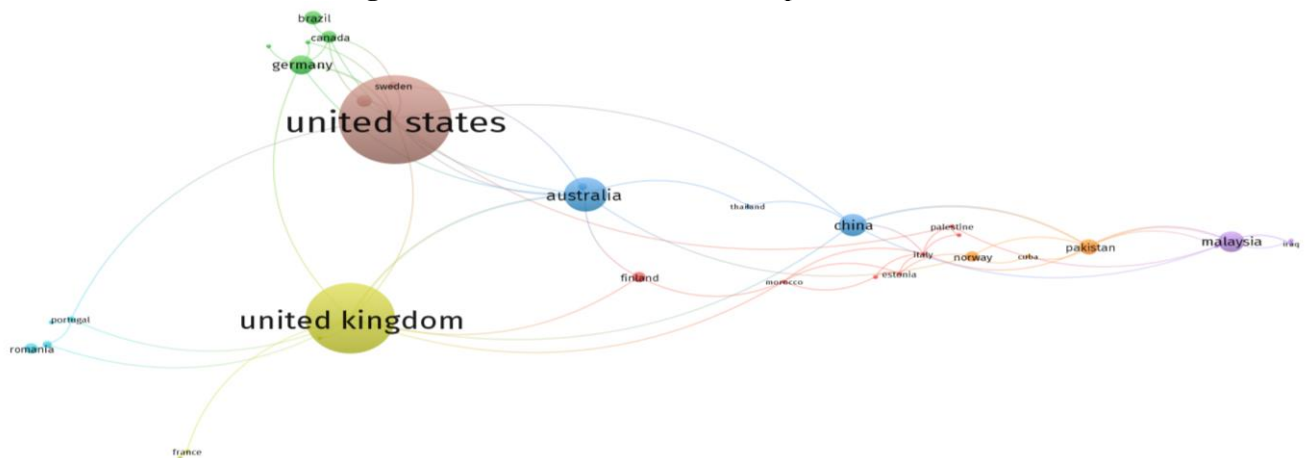 brazil
canada
germany
sweden
united states
australia
thailand
china
palestine
malaysia
iraq
pakistan
italy
norway
cuba
estonia
finland
morocco
united kingdom
portugal
romania
france